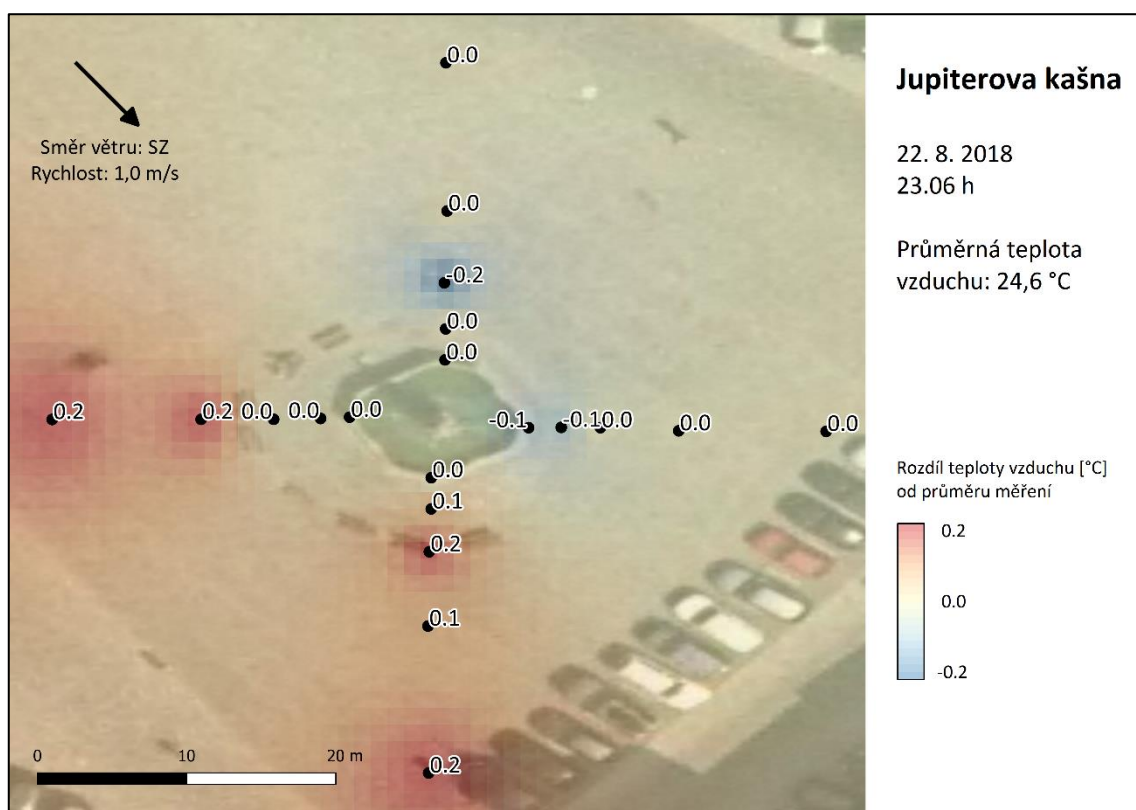 0.0
Jupiterova kašna
Směr větru: SZ
Rychlost: 1,0 m/s
22. 8. 2018
23.06 h
0.0
Průměrná teplota
vzduchu: 24,6 °C
-0.2
0.0
0.0
0.2 0.2 0.0 0.0 0.0 -0.1 -0.1 0.0 0.0 0.0
0.0
Rozdíl teploty vzduchu [°C]
od průměru měření
0.1
0.2
0.2
0.0
-0.2
0.1
0 10 20 m
0.2